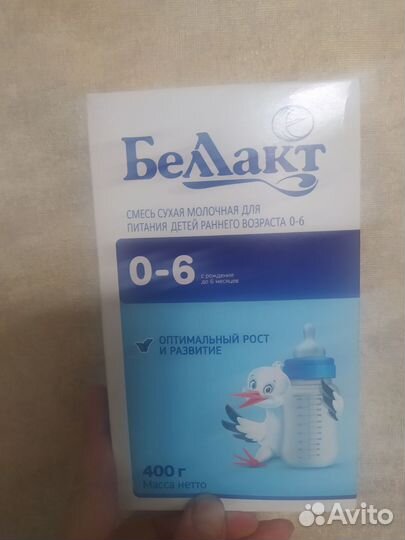 Беллакт
СМЕСЬ СУХАЯ МОЛОЧНАЯ ДЛЯ
ПИТАНИЯ ДЕТЕЙ РАННЕГО ВОЗРАСТА 0-6
0-6
с рождения
до 6 месяцев
ОПТИМАЛЬНЫЙ РОСТ
И РАЗВИТИЕ
400 г
Масса нетто
Avito